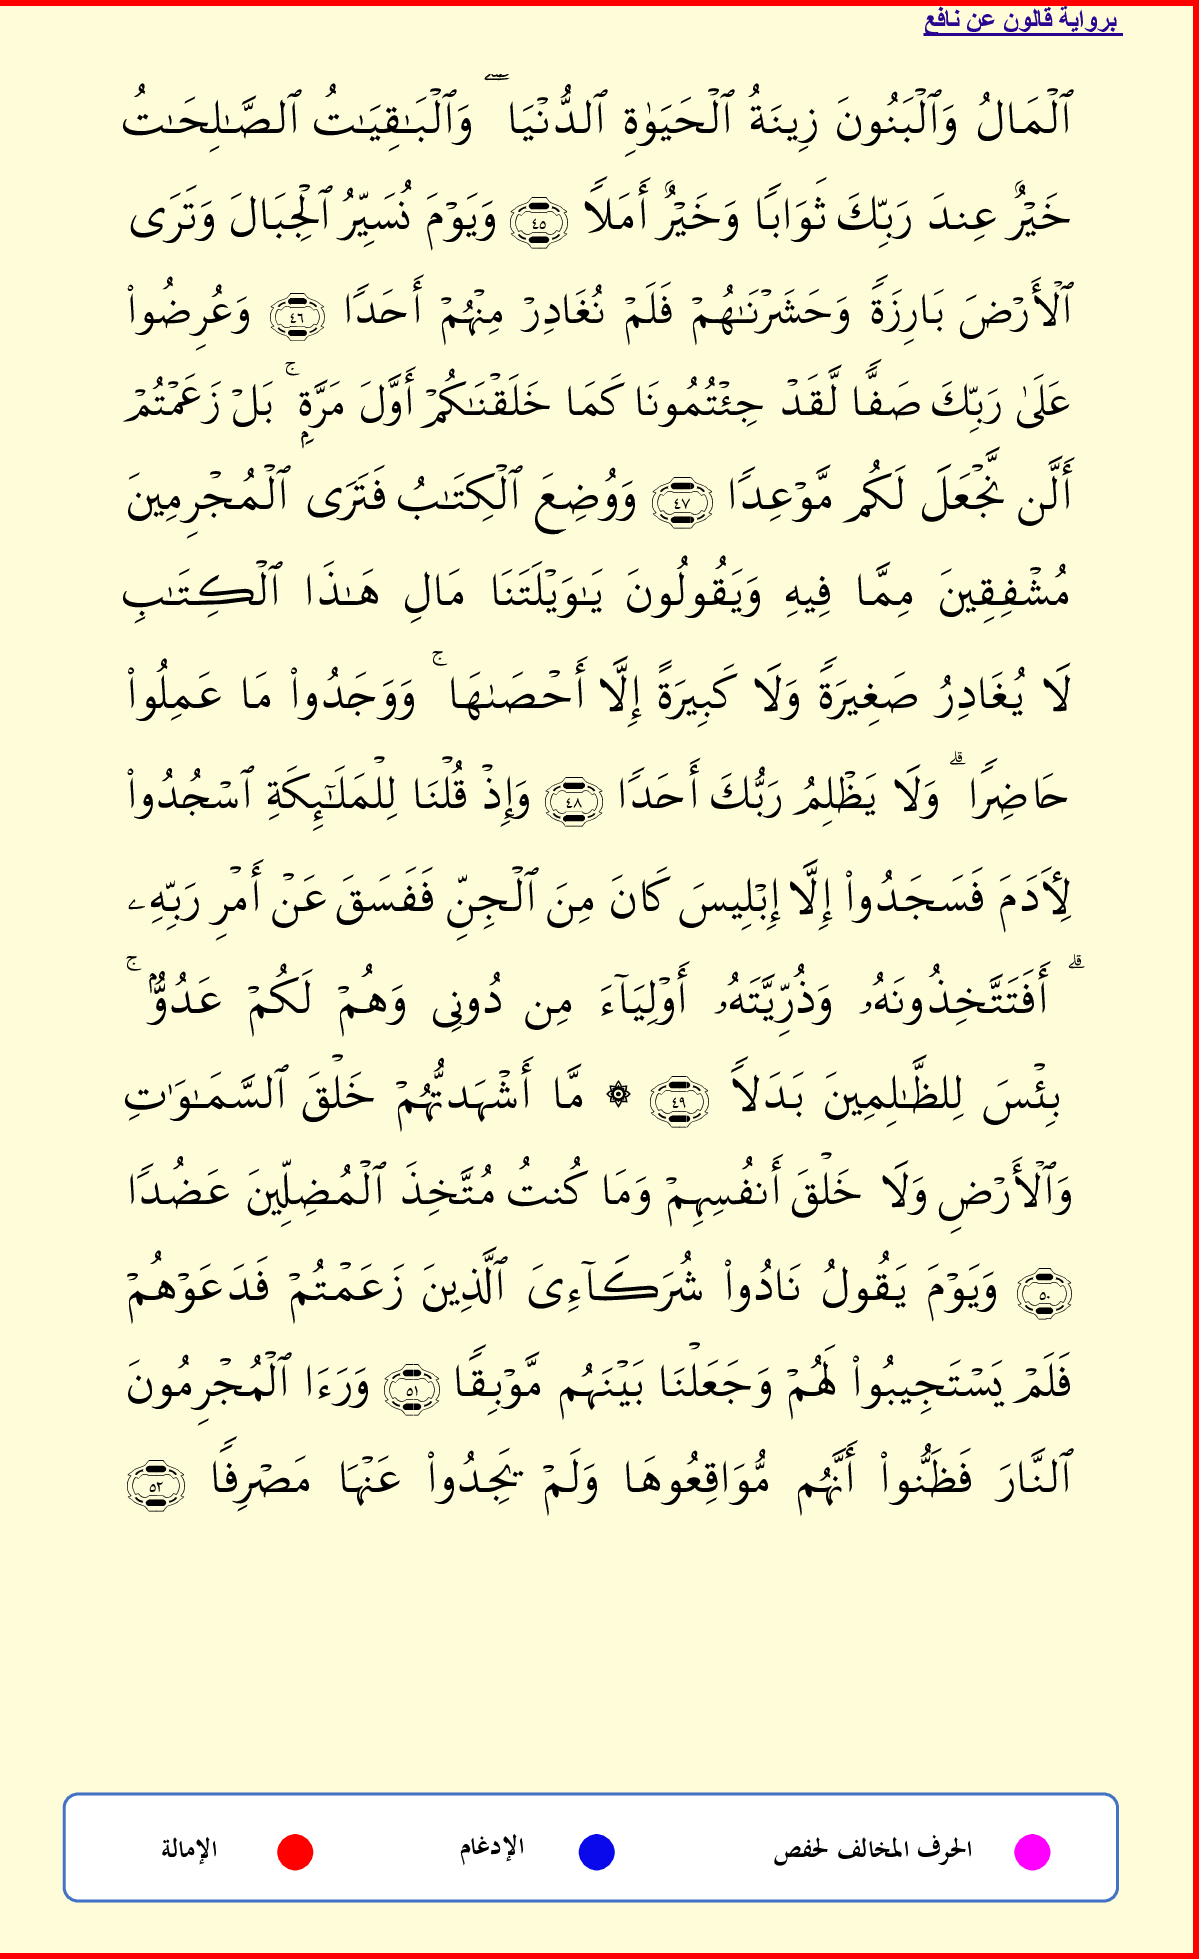 برواية قالون عن نافع
ٱلۡمَالُ وَٱلۡبَنُونَ زِينَةُ ٱلۡحَيَوٰةِ ٱلدُّنۡيَا ۖ وَٱلۡبَٰقِيَٰتُ ٱلصَّٰلِحَٰتُ
خَيۡرٌ عِندَ رَبِّكَ ثَوَابٗا وَخَيۡرٌ أَمَلٗا ٤٥ وَيَوۡمَ نُسَيِّرُ ٱلۡجِبَالَ وَتَرَى
ٱلۡأَرۡضَ بَارِزَةٗ وَحَشَرۡنَٰهُمۡ فَلَمۡ نُغَادِرۡ مِنۡهُمۡ أَحَدٗا ٤٦ وَعُرِضُواْ
عَلَىٰ رَبِّكَ صَفّٗا لَّقَدۡ جِئۡتُمُونَا كَمَا خَلَقۡنَٰكُمۡ أَوَّلَ مَرَّةِۭ ۚ بَلۡ زَعَمۡتُمۡ
أَلَّن نَّجۡعَلَ لَكُم مَّوۡعِدٗا ٤٧ وَوُضِعَ ٱلۡكِتَٰبُ فَتَرَى ٱلۡمُجۡرِمِينَ
مُشۡفِقِينَ مِمَّا فِيهِ وَيَقُولُونَ يَٰوَيۡلَتَنَا مَالِ هَٰذَا ٱلۡكِتَٰبِ
لَا يُغَادِرُ صَغِيرَةٗ وَلَا كَبِيرَةً إِلَّا أَحۡصَىٰهَا ۚ وَوَجَدُواْ مَا عَمِلُواْ
حَاضِرٗا ۗ وَلَا يَظۡلِمُ رَبُّكَ أَحَدٗا ٤٨ وَإِذۡ قُلۡنَا لِلۡمَلَٰٓئِكَةِ ٱسۡجُدُواْ
لِأٓدَمَ فَسَجَدُواْ إِلَّا إِبۡلِيسَ كَانَ مِنَ ٱلۡجِنِّ فَفَسَقَ عَنۡ أَمۡرِ رَبِّهِۦ
ۗ أَفَتَتَّخِذُونَهُۥ وَذُرِّيَّتَهُۥ أَوۡلِيَآءَ مِن دُونِى وَهُمۡ لَكُمۡ عَدُوُّۢ ۚ
بِئۡسَ لِلظَّٰلِمِينَ بَدَلٗا ٤٩ ۞ مَّا أَشۡهَدتُّهُمۡ خَلۡقَ ٱلسَّمَٰوَٰتِ
وَٱلۡأَرۡضِ وَلَا خَلۡقَ أَنفُسِهِمۡ وَمَا كُنتُ مُتَّخِذَ ٱلۡمُضِلِّينَ عَضُدٗا
٥٠ وَيَوۡمَ يَقُولُ نَادُواْ شُرَكَآءِىَ ٱلَّذِينَ زَعَمۡتُمۡ فَدَعَوۡهُمۡ
فَلَمۡ يَسۡتَجِيبُواْ لَهُمۡ وَجَعَلۡنَا بَيۡنَهُم مَّوۡبِقٗا ٥١ وَرَءَا ٱلۡمُجۡرِمُونَ
ٱلنَّارَ فَظَنُّواْ أَنَّهُم مُّوَاقِعُوهَا وَلَمۡ يَجِدُواْ عَنۡهَا مَصۡرِفٗا ٥٢
الحرف المخالف لحفص الإدغام الإمالة